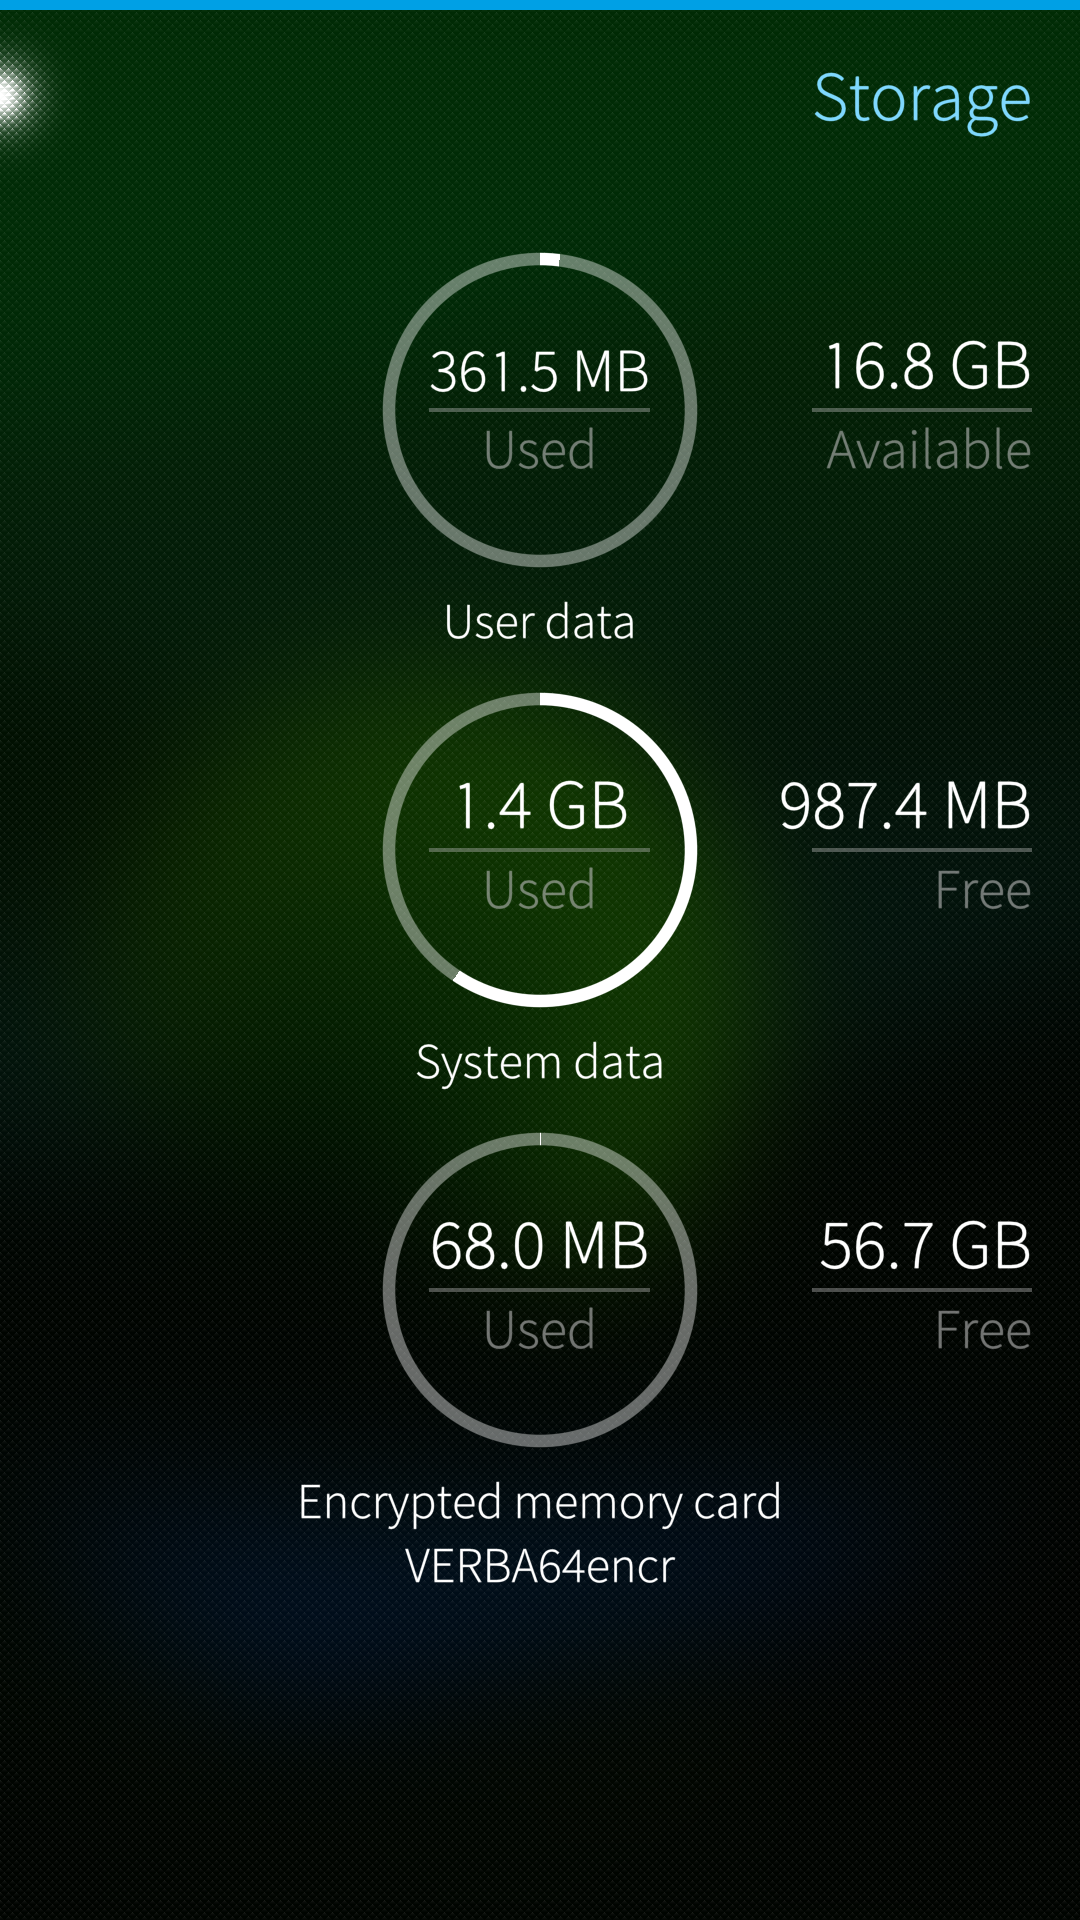 Storage
361.5 MB
Used
16.8 GB
Available
User data
1.4 GB
Used
987.4 MB
Free
System data
68.0 MB
Used
56.7 GB
Free
Encrypted memory card
VERBA64encr